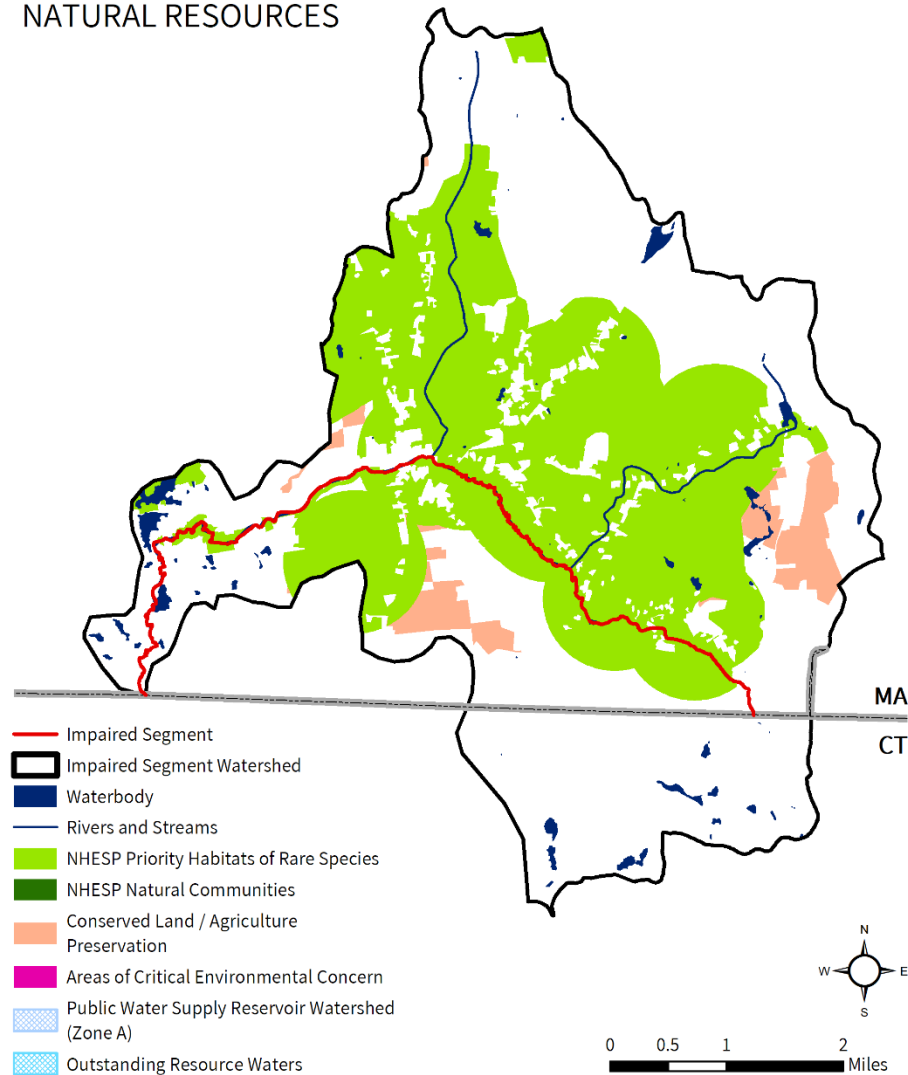 NATURAL RESOURCES
MA
CT
Impaired Segment
Impaired Segment Watershed
Waterbody
Rivers and Streams
NHESP Priority Habitats of Rare Species
NHESP Natural Communities
Conserved Land / Agriculture
Preservation
Areas of Critical Environmental Concern
Public Water Supply Reservoir Watershed
(Zone A)
Outstanding Resource Waters
N
W E
S
0 0.5 1 2
Miles